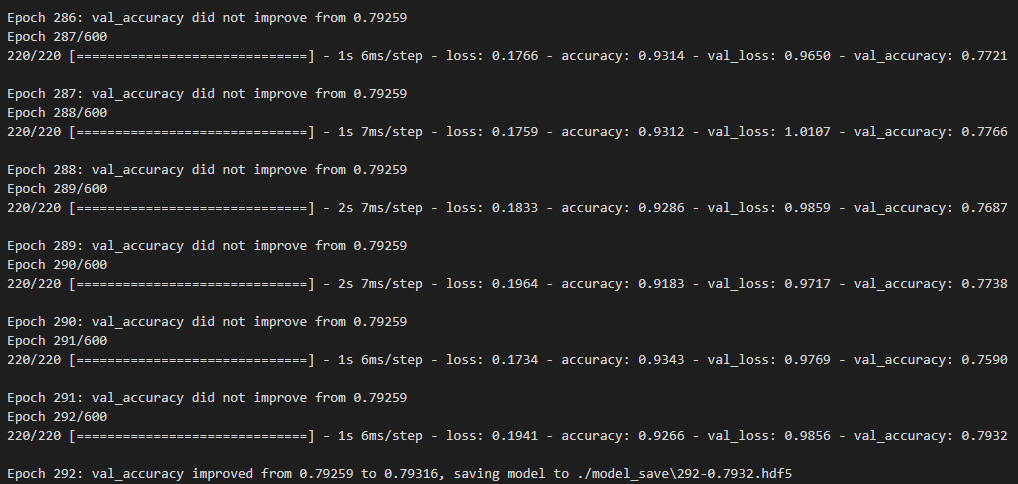 Epoch 286: val_accuracy did not improve from 0.79259
Epoch 287/600
220/220 [==============================] - 1s 6ms/step - loss: 0.1766 - accuracy: 0.9314 - val_loss: 0.9650 - val_accuracy: 0.7721
Epoch 287: val_accuracy did not improve from 0.79259
Epoch 288/600
220/220 [==============================] - 1s 7ms/step - loss: 0.1759 - accuracy: 0.9312 - val_loss: 1.0107 - val_accuracy: 0.7766
Epoch 288: val_accuracy did not improve from 0.79259
Epoch 289/600
220/220 [==============================] - 2s 7ms/step - loss: 0.1833 - accuracy: 0.9286 - val_loss: 0.9859 - val_accuracy: 0.7687
Epoch 289: val_accuracy did not improve from 0.79259
Epoch 290/600
220/220 [==============================] - 2s 7ms/step - loss: 0.1964 - accuracy: 0.9183 - val_loss: 0.9717 - val_accuracy: 0.7738
Epoch 290: val_accuracy did not improve from 0.79259
Epoch 291/600
220/220 [==============================] - 1s 6ms/step - loss: 0.1734 - accuracy: 0.9343 - val_loss: 0.9769 - val_accuracy: 0.7590
Epoch 291: val_accuracy did not improve from 0.79259
Epoch 292/600
220/220 [==============================] - 1s 6ms/step - loss: 0.1941 - accuracy: 0.9266 - val_loss: 0.9856 - val_accuracy: 0.7932
Epoch 292: val_accuracy improved from 0.79259 to 0.79316, saving model to ./model_save\292-0.7932.hdf5